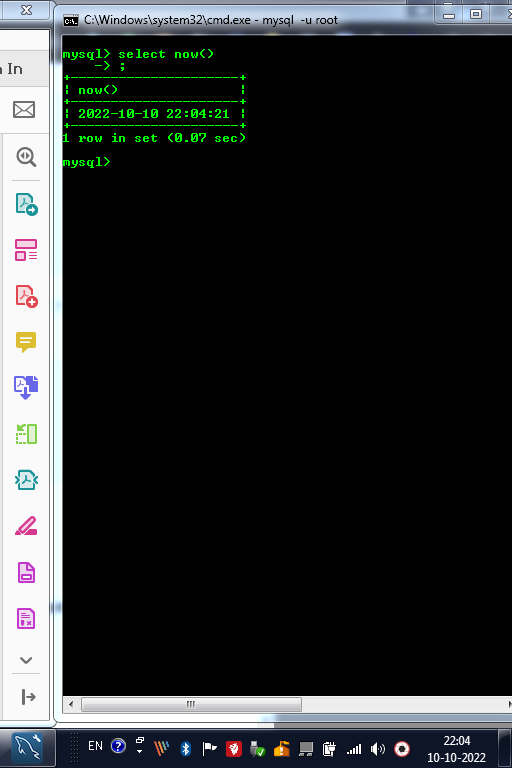 C:\Windows\system32\cmd.exe - mysql  -u root
n In
mysql> select now()
    -> ;
+---------------------+
| now()               |
+---------------------+
| 2022-10-10 22:04:21 |
+---------------------+
1 row in set (0.07 sec)
mysql>
EN
22:04
10-10-2022